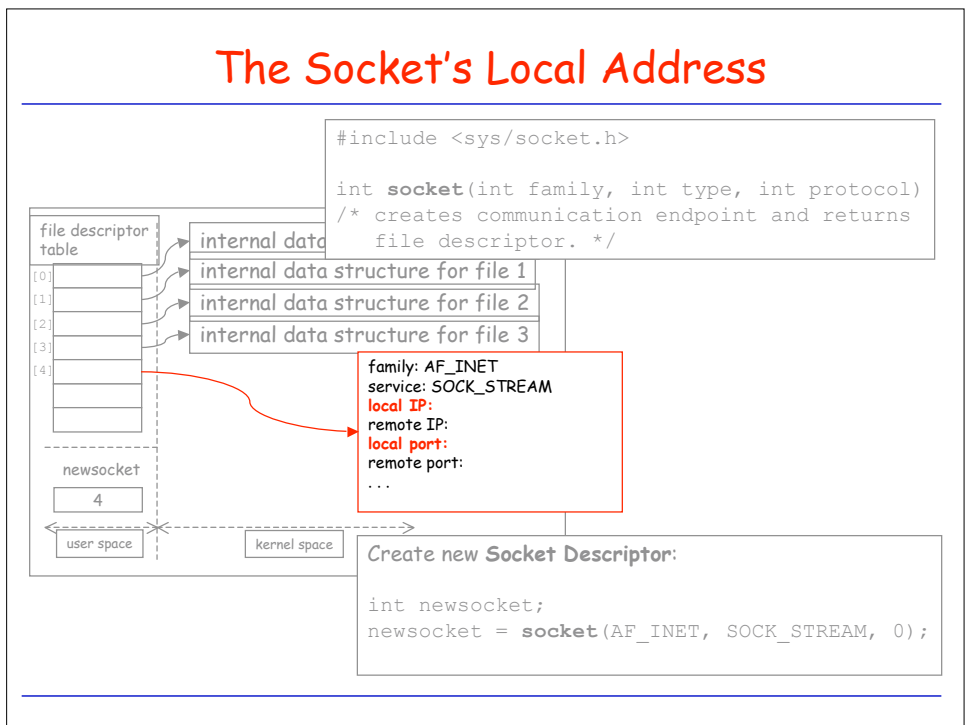 The Socket's Local Address
#include <sys/socket.h>
int socket(int family, int type, int protocol)
/* creates communication endpoint and returns
file descriptor. */
file descriptor
table
[0]
[1]
[2]
[3]
[4]
internal data
internal data structure for file 1
internal data structure for file 2
internal data structure for file 3
family: AF_INET
service: SOCK_STREAM
local IP:
remote IP:
local port:
remote port:
. . .
newsocket
4
user space
kernel space
Create new Socket Descriptor:
int newsocket;
newsocket = socket(AF_INET, SOCK_STREAM, 0);